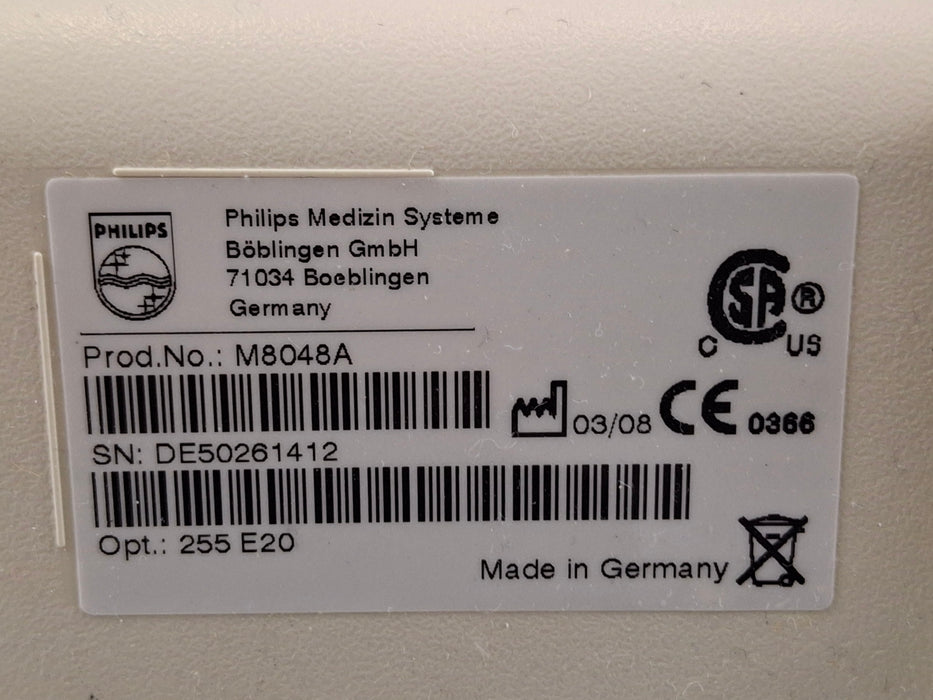 PHILIPS
Philips Medizin Systeme
Böblingen GmbH
71034 Boeblingen
Germany
Prod.No.: M8048A
SN: DE50261412
Opt.: 255 E20
03/08
CE 0366
CSA ®
C US
Made in Germany